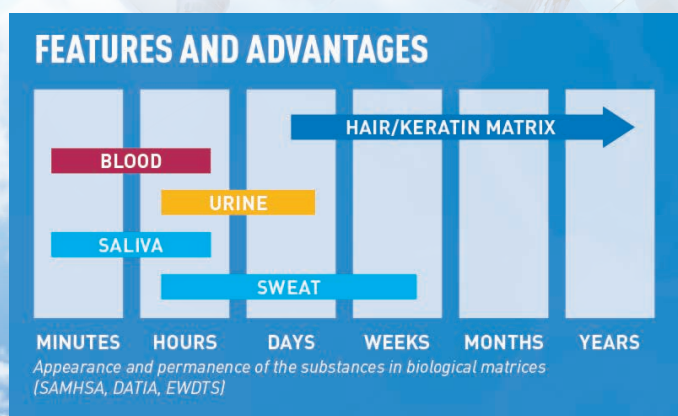 FEATURES AND ADVANTAGES
HAIR/KERATIN MATRIX
BLOOD
URINE
SALIVA
SWEAT
MINUTES HOURS DAYS WEEKS MONTHS YEARS
Appearance and permanence of the substances in biological matrices
(SAMHSA, DATIA, EWDTS)